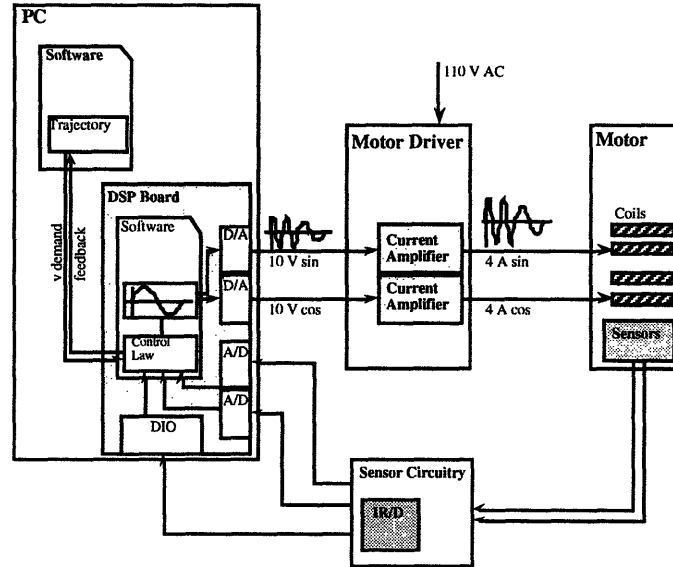 PC
Software
Trajectory
v demand
feedback
DSP Board
Software
Control
Law
D/A
D/A
A/D
A/D
DIO
10 V sin
10 V cos
110 V AC
Motor Driver
Current
Amplifier
Current
Amplifier
4 A sin
4 A cos
Motor
Coils
Sensors
Sensor Circuitry
IR/D